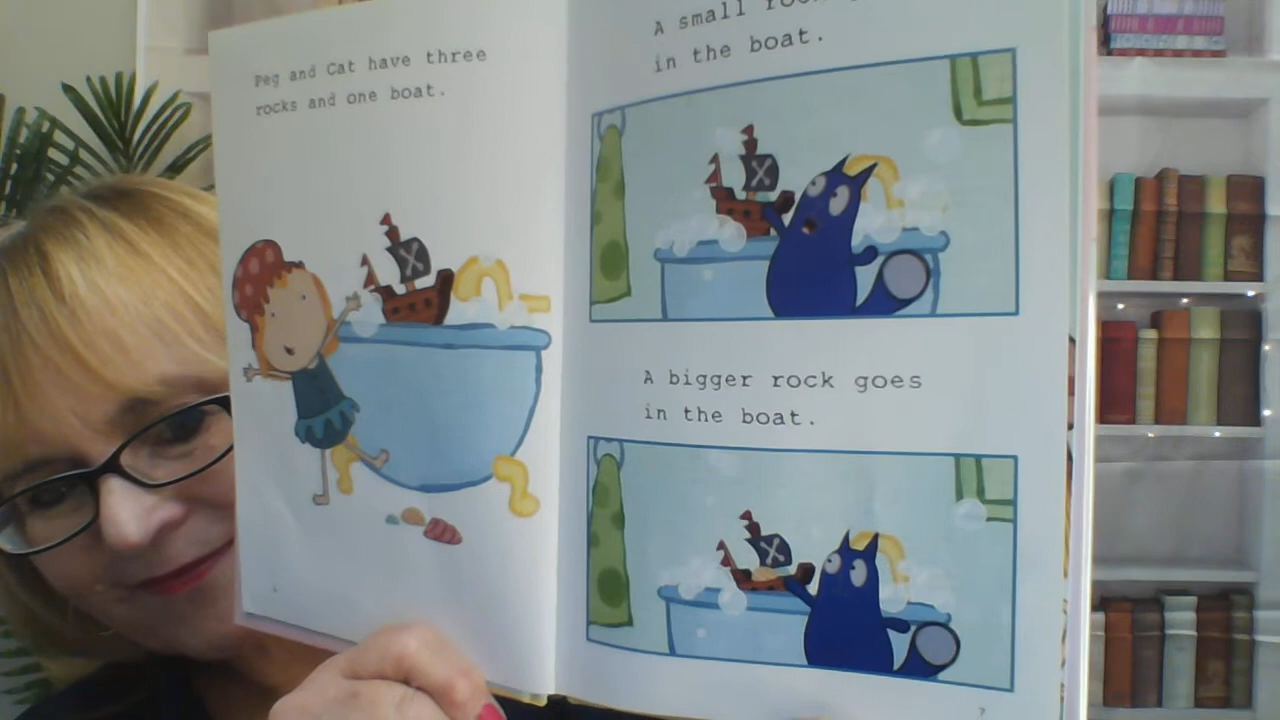 Peg and Cat have three
rocks and one boat.
A small
in the boat.
A bigger rock goes
in the boat.
7